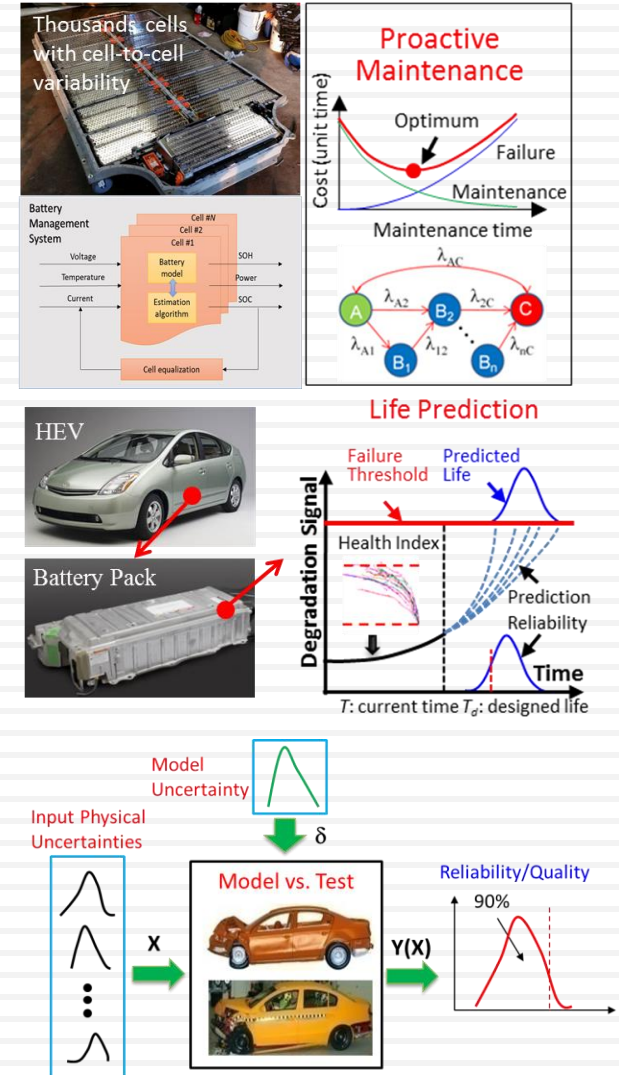 Thousands cells
with cell-to-cell
variability
Proactive
Maintenance
Cost (unit time)
Optimum
Failure
Maintenance
Maintenance time
Battery
Management
System
Cell #N
Cell #2
Cell #1
Voltage
Temperature
Current
Battery
model
Estimation
algorithm
SOH
Power
SOC
Cell equalization
λAC
A
λA2
B2
λ2C
C
λA1
B1
λ12
Bn
λnC
HEV
Battery Pack
Life Prediction
Failure
Threshold
Predicted
Life
Degradation Signal
Health Index
Prediction
Reliability
Time
T: current time Td: designed life
Model
Uncertainty
δ
Input Physical
Uncertainties
X
Model vs. Test
Y(X)
Reliability/Quality
90%